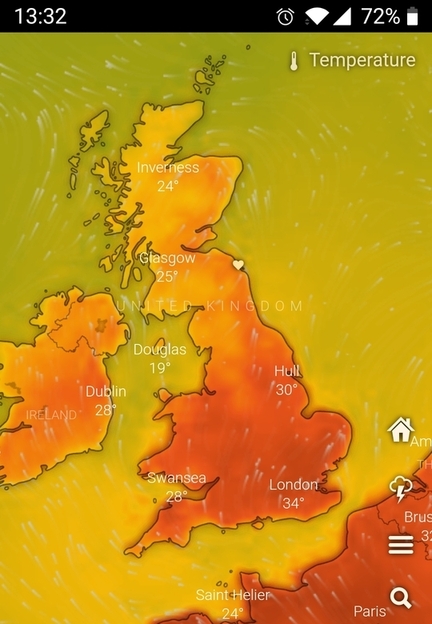 13:32
72%
Temperature
Inverness
24°
Glasgow
25°
UNITED KINGDOM
Douglas
19°
Hull
30°
Dublin
28°
IRELAND
Am
TH
Swansea
28°
London
34°
Brus
32
Saint Helier
24°
Paris